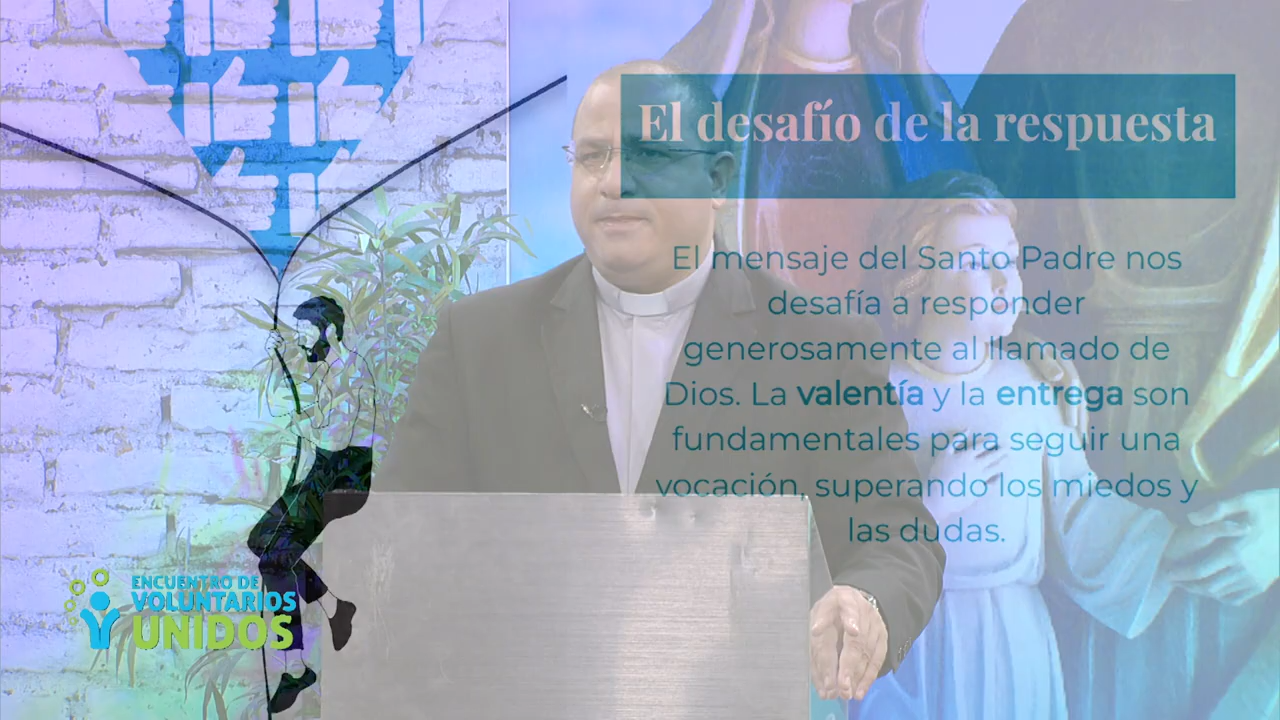 El desafío de la respuesta
El mensaje del Santo Padre nos
desafía a responder
generosamente al llamado de
Dios. La valentía y la entrega son
fundamentales para seguir una
vocación, superando los miedos y
las dudas.
ENCUENTRO DE
VOLUNTARIOS
UNIDOS